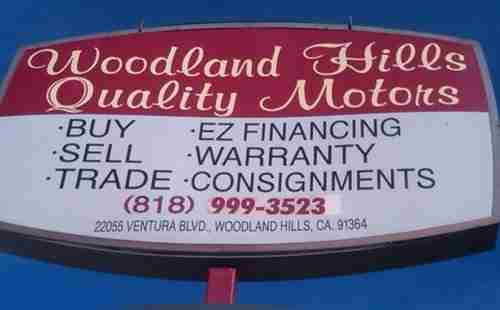 Woodland Hills
Quality Motors
·BUY ·EZ FINANCING
·SELL ·WARRANTY
·TRADE ·CONSIGNMENTS
(818) 999-3523
22055 VENTURA BLVD., WOODLAND HILLS, CA. 91364